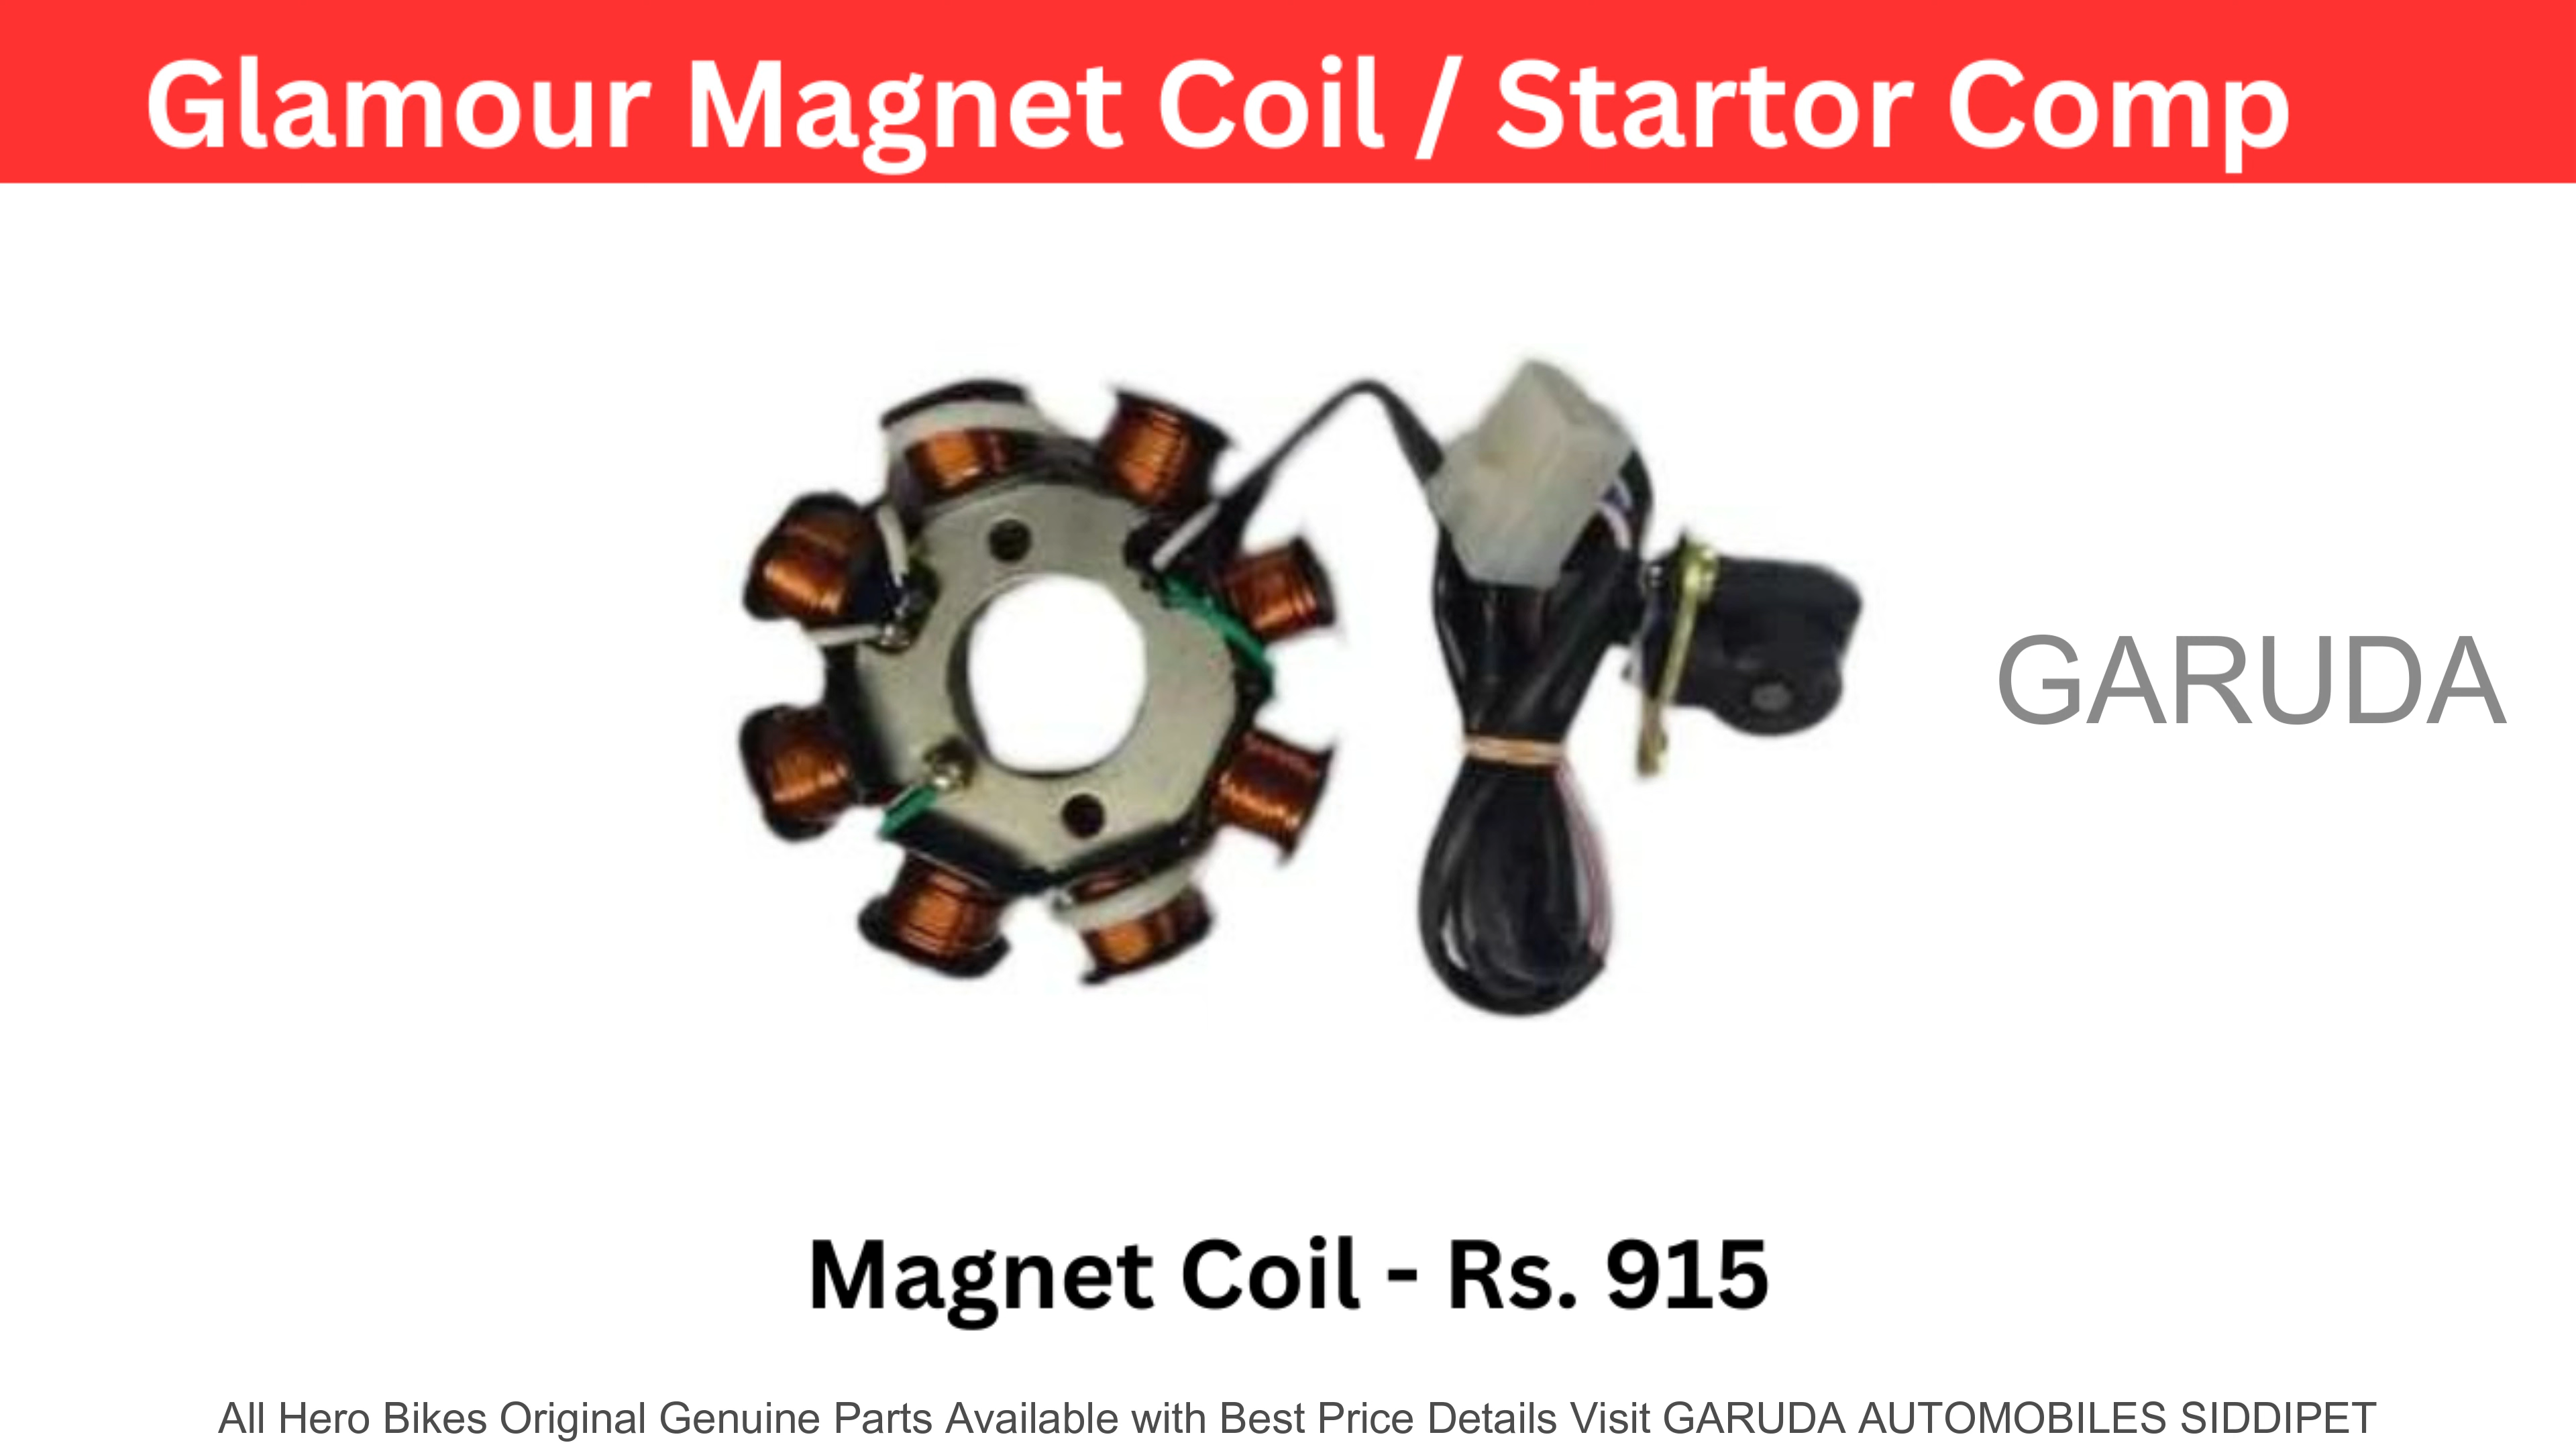 Glamour Magnet Coil / Startor Comp
GARUDA
Magnet Coil - Rs. 915
All Hero Bikes Original Genuine Parts Available with Best Price Details Visit GARUDA AUTOMOBILES SIDDIPET